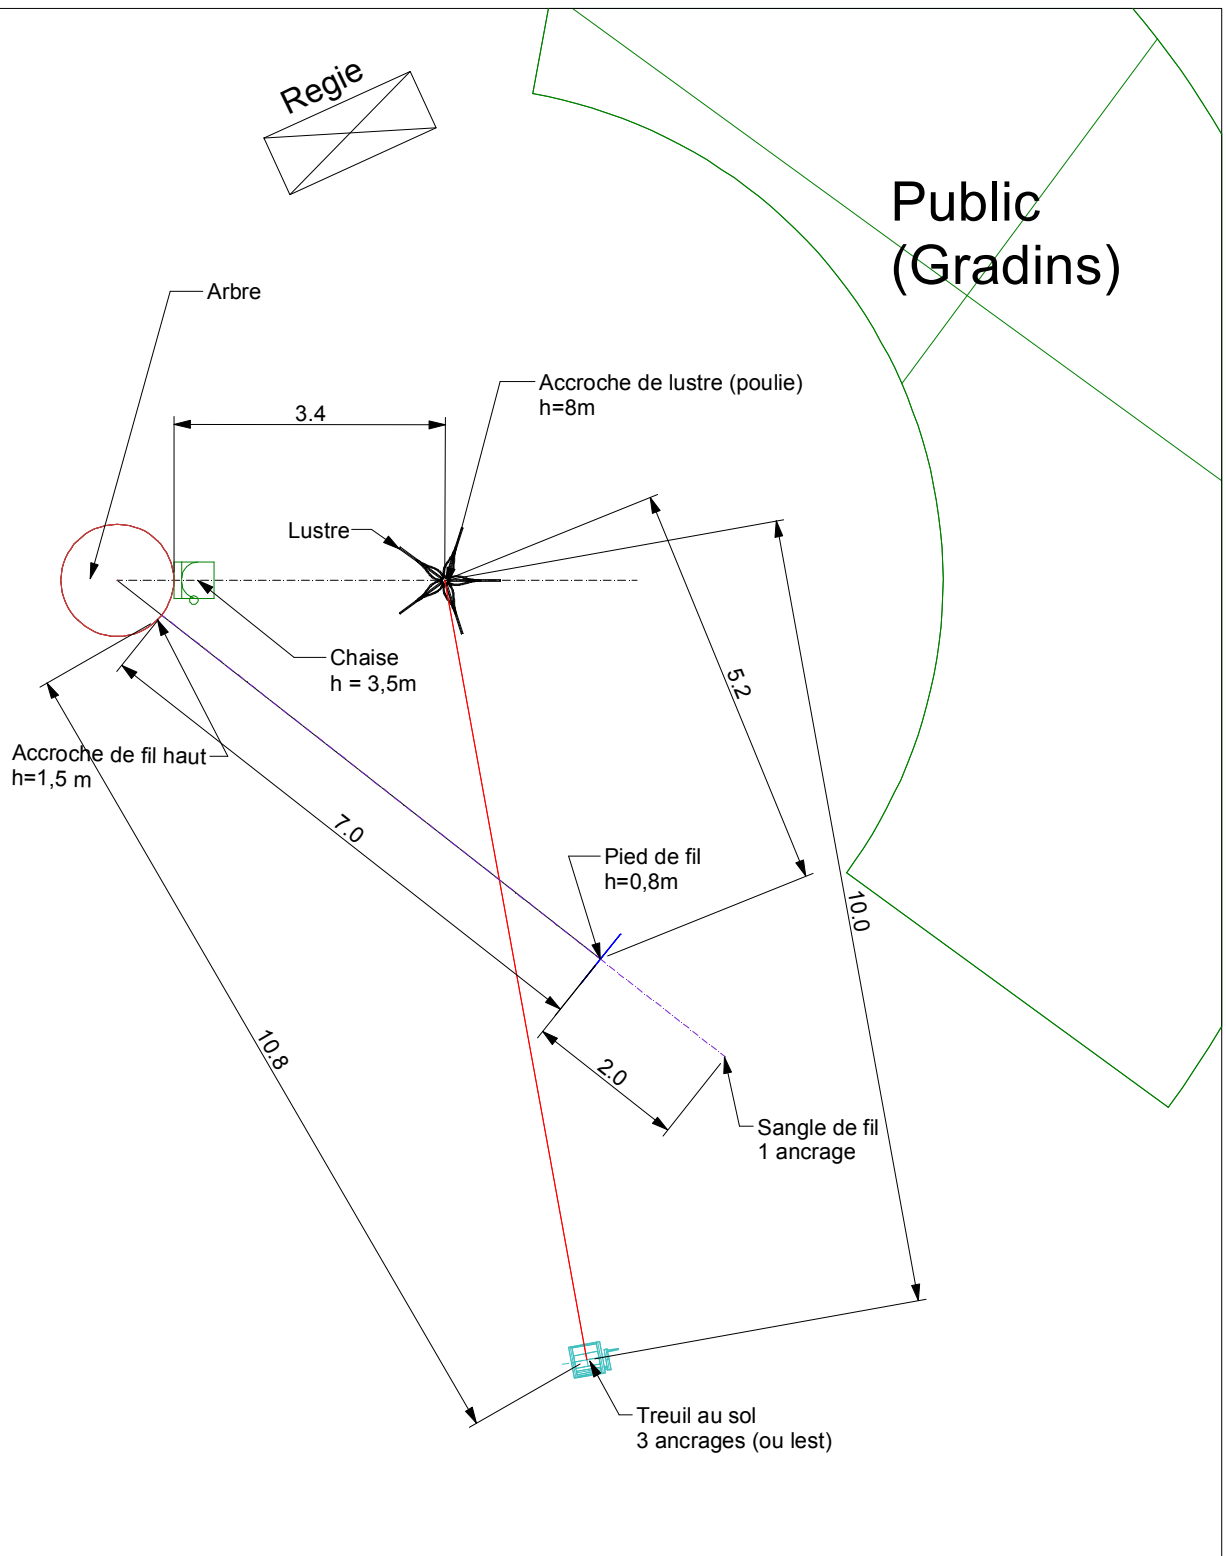 Regie
Public
(Gradins)
Arbre
Accroche de lustre (poulie)
h=8m
3.4
Lustre
Chaise
h = 3,5m
5.2
Accroche de fil haut
h=1,5 m
7.0
Pied de fil
h=0,8m
10.0
10.8
2.0
Sangle de fil
1 ancrage
Treuil au sol
3 ancrages (ou lest)